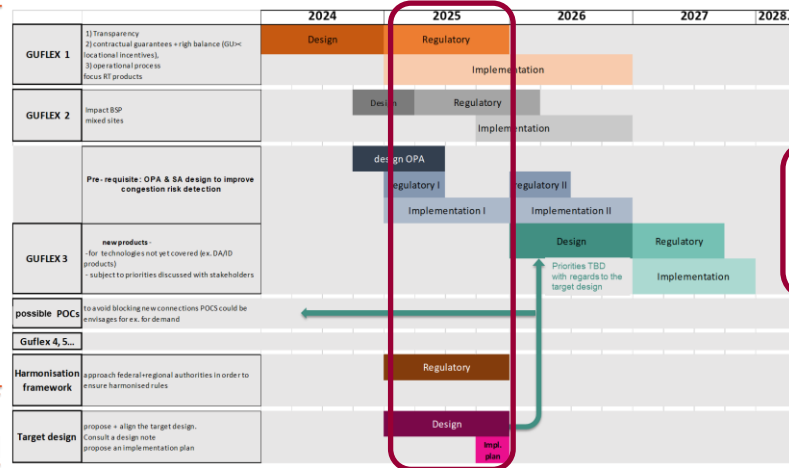 2024 2025 2026 2027 2028.
GUFLEX 1
1) Transparency
2) contractual guarantees + righ balance (GU><
locational incentives),
3) operational process
focus RT products
Design
Regulatory
Implementation
GUFLEX 2
Impact BSP
mixed sites
Design
Regulatory
Implementation
Pre- requisite: OPA & SA design to improve
congestion risk detection
design OPA
Regulatory I
Regulatory II
Implementation I
Implementation II
GUFLEX 3
new products -
- for technologies not yet covered (ex. DA/ID
products)
- subject to priorities discussed with stakeholders
Design
Regulatory
Priorities TBD
with regards to the
target design
Implementation
possible POCs
to avoid blocking new connections POCS could be
envisages for ex. for demand
Guflex 4, 5...
Harmonisation
framework
approach federal+regional authorities in order to
ensure harmonised rules
Regulatory
Target design
propose + align the target design.
Consult a design note
propose an implementation plan
Design
Impl.
plan